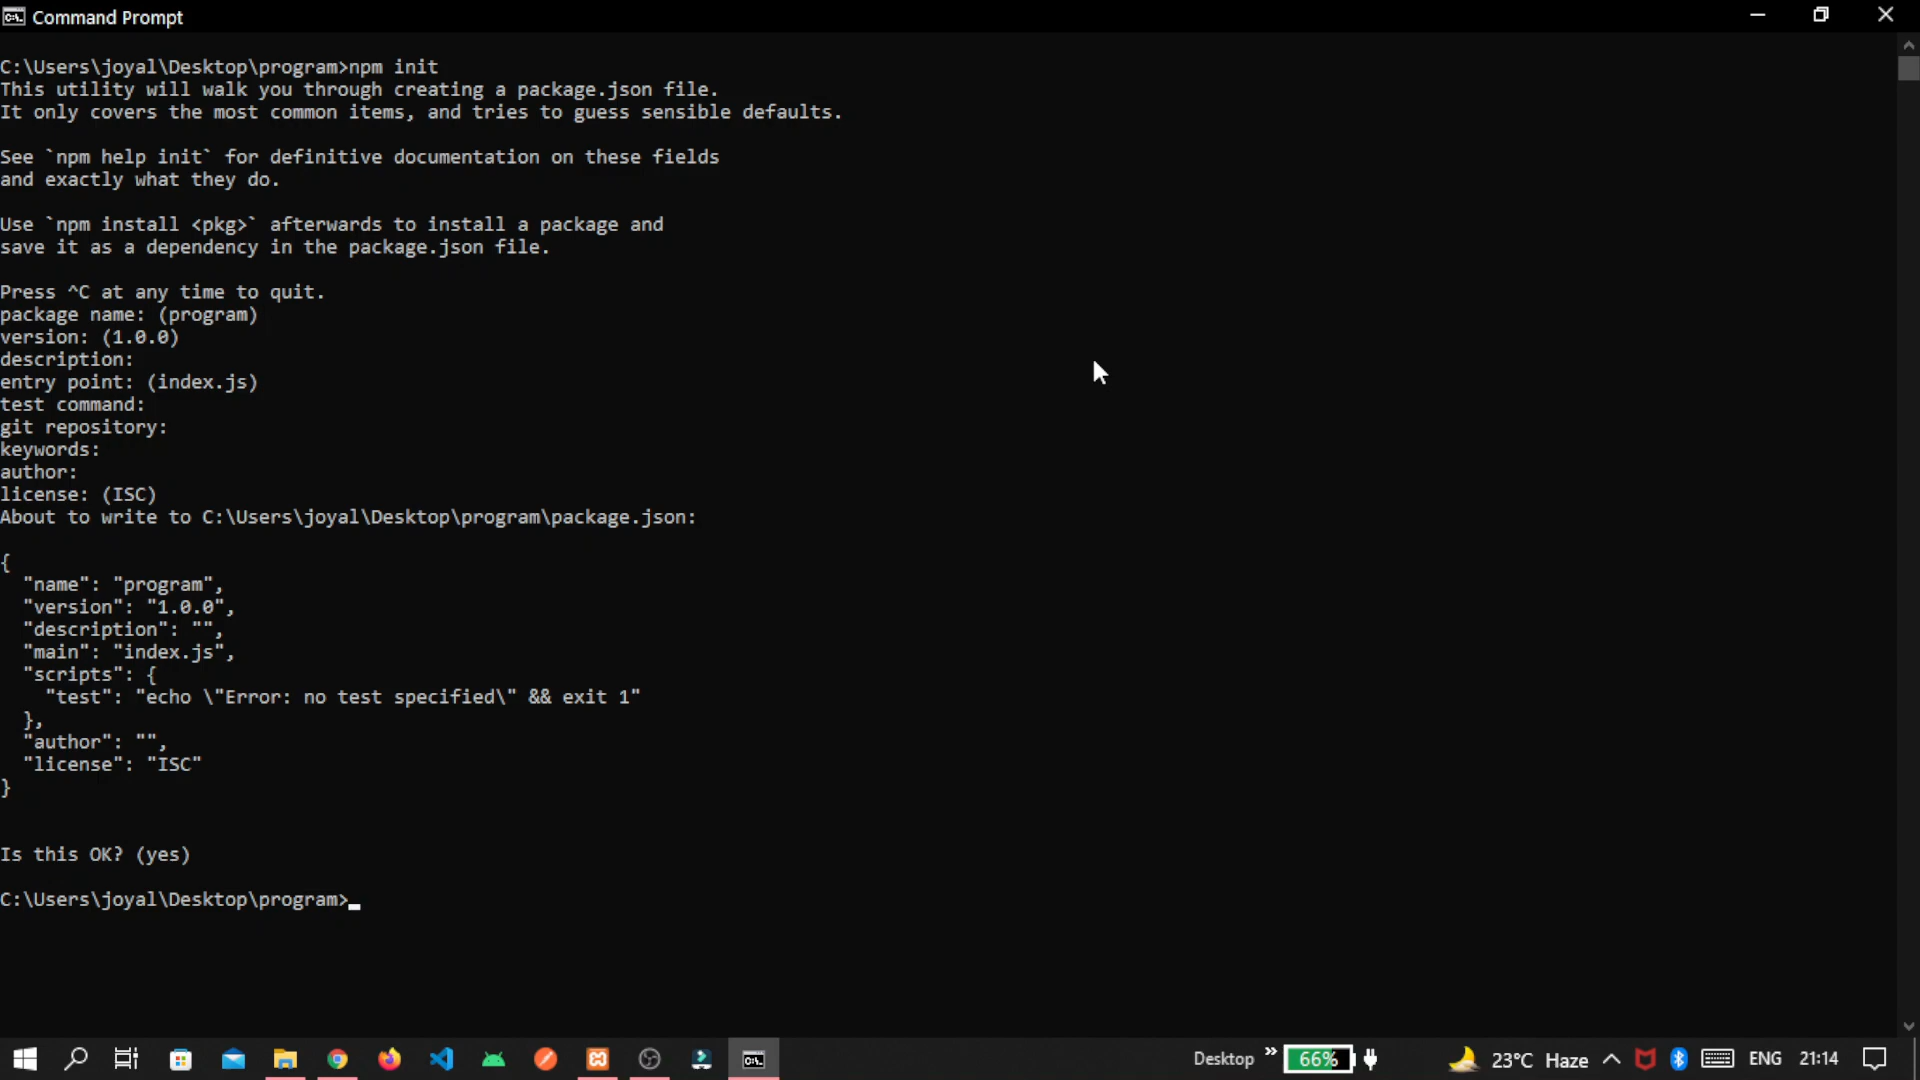 Command Prompt
C:\Users\joyal\Desktop\program>npm init
This utility will walk you through creating a package.json file.
It only covers the most common items, and tries to guess sensible defaults.
See `npm help init` for definitive documentation on these fields
and exactly what they do.
Use `npm install <pkg>` afterwards to install a package and
save it as a dependency in the package.json file.
Press ^C at any time to quit.
package name: (program)
version: (1.0.0)
description:
entry point: (index.js)
test command:
git repository:
keywords:
author:
license: (ISC)
About to write to C:\Users\joyal\Desktop\program\package.json:
{
  "name": "program",
  "version": "1.0.0",
  "description": "",
  "main": "index.js",
  "scripts": {
    "test": "echo \"Error: no test specified\" && exit 1"
  },
  "author": "",
  "license": "ISC"
}
Is this OK? (yes)
C:\Users\joyal\Desktop\program>_
Desktop » 66% 23°C Haze ENG 21:14